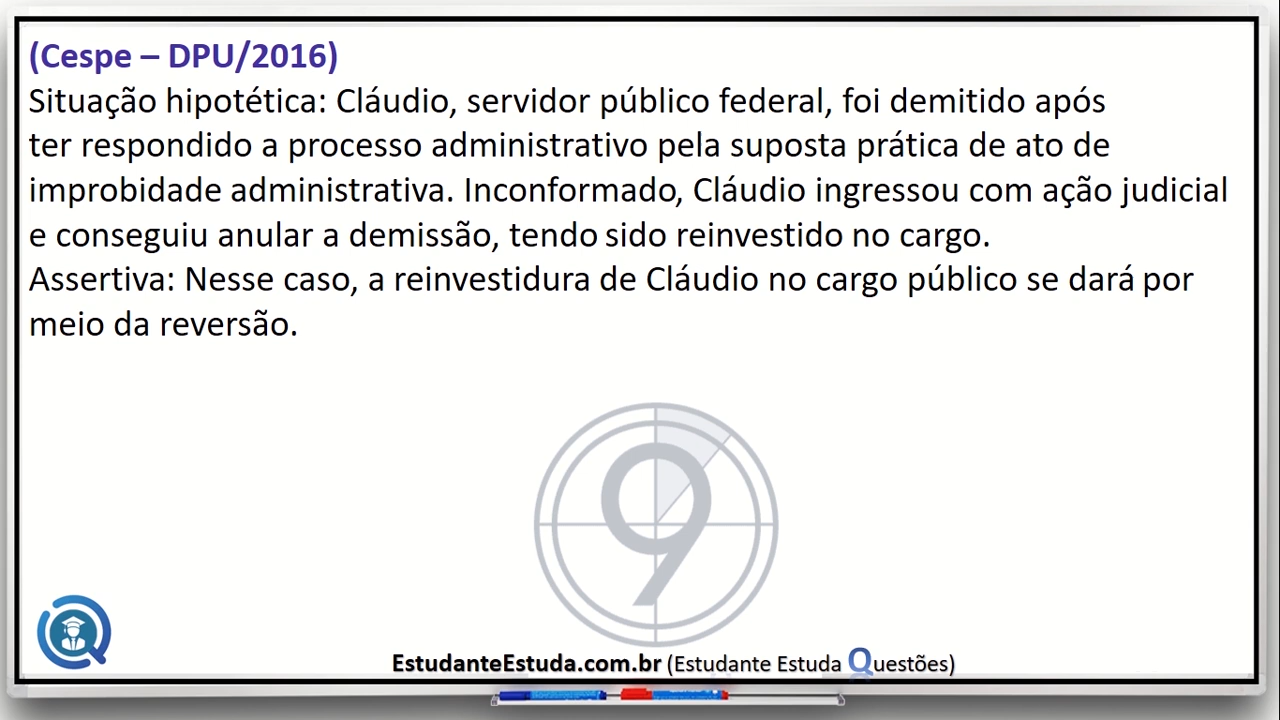 (Cespe – DPU/2016)
Situação hipotética: Cláudio, servidor público federal, foi demitido após
ter respondido a processo administrativo pela suposta prática de ato de
improbidade administrativa. Inconformado, Cláudio ingressou com ação judicial
e conseguiu anular a demissão, tendo sido reinvestido no cargo.
Assertiva: Nesse caso, a reinvestidura de Cláudio no cargo público se dará por
meio da reversão.
9
EstudanteEstuda.com.br (Estudante Estuda Questões)